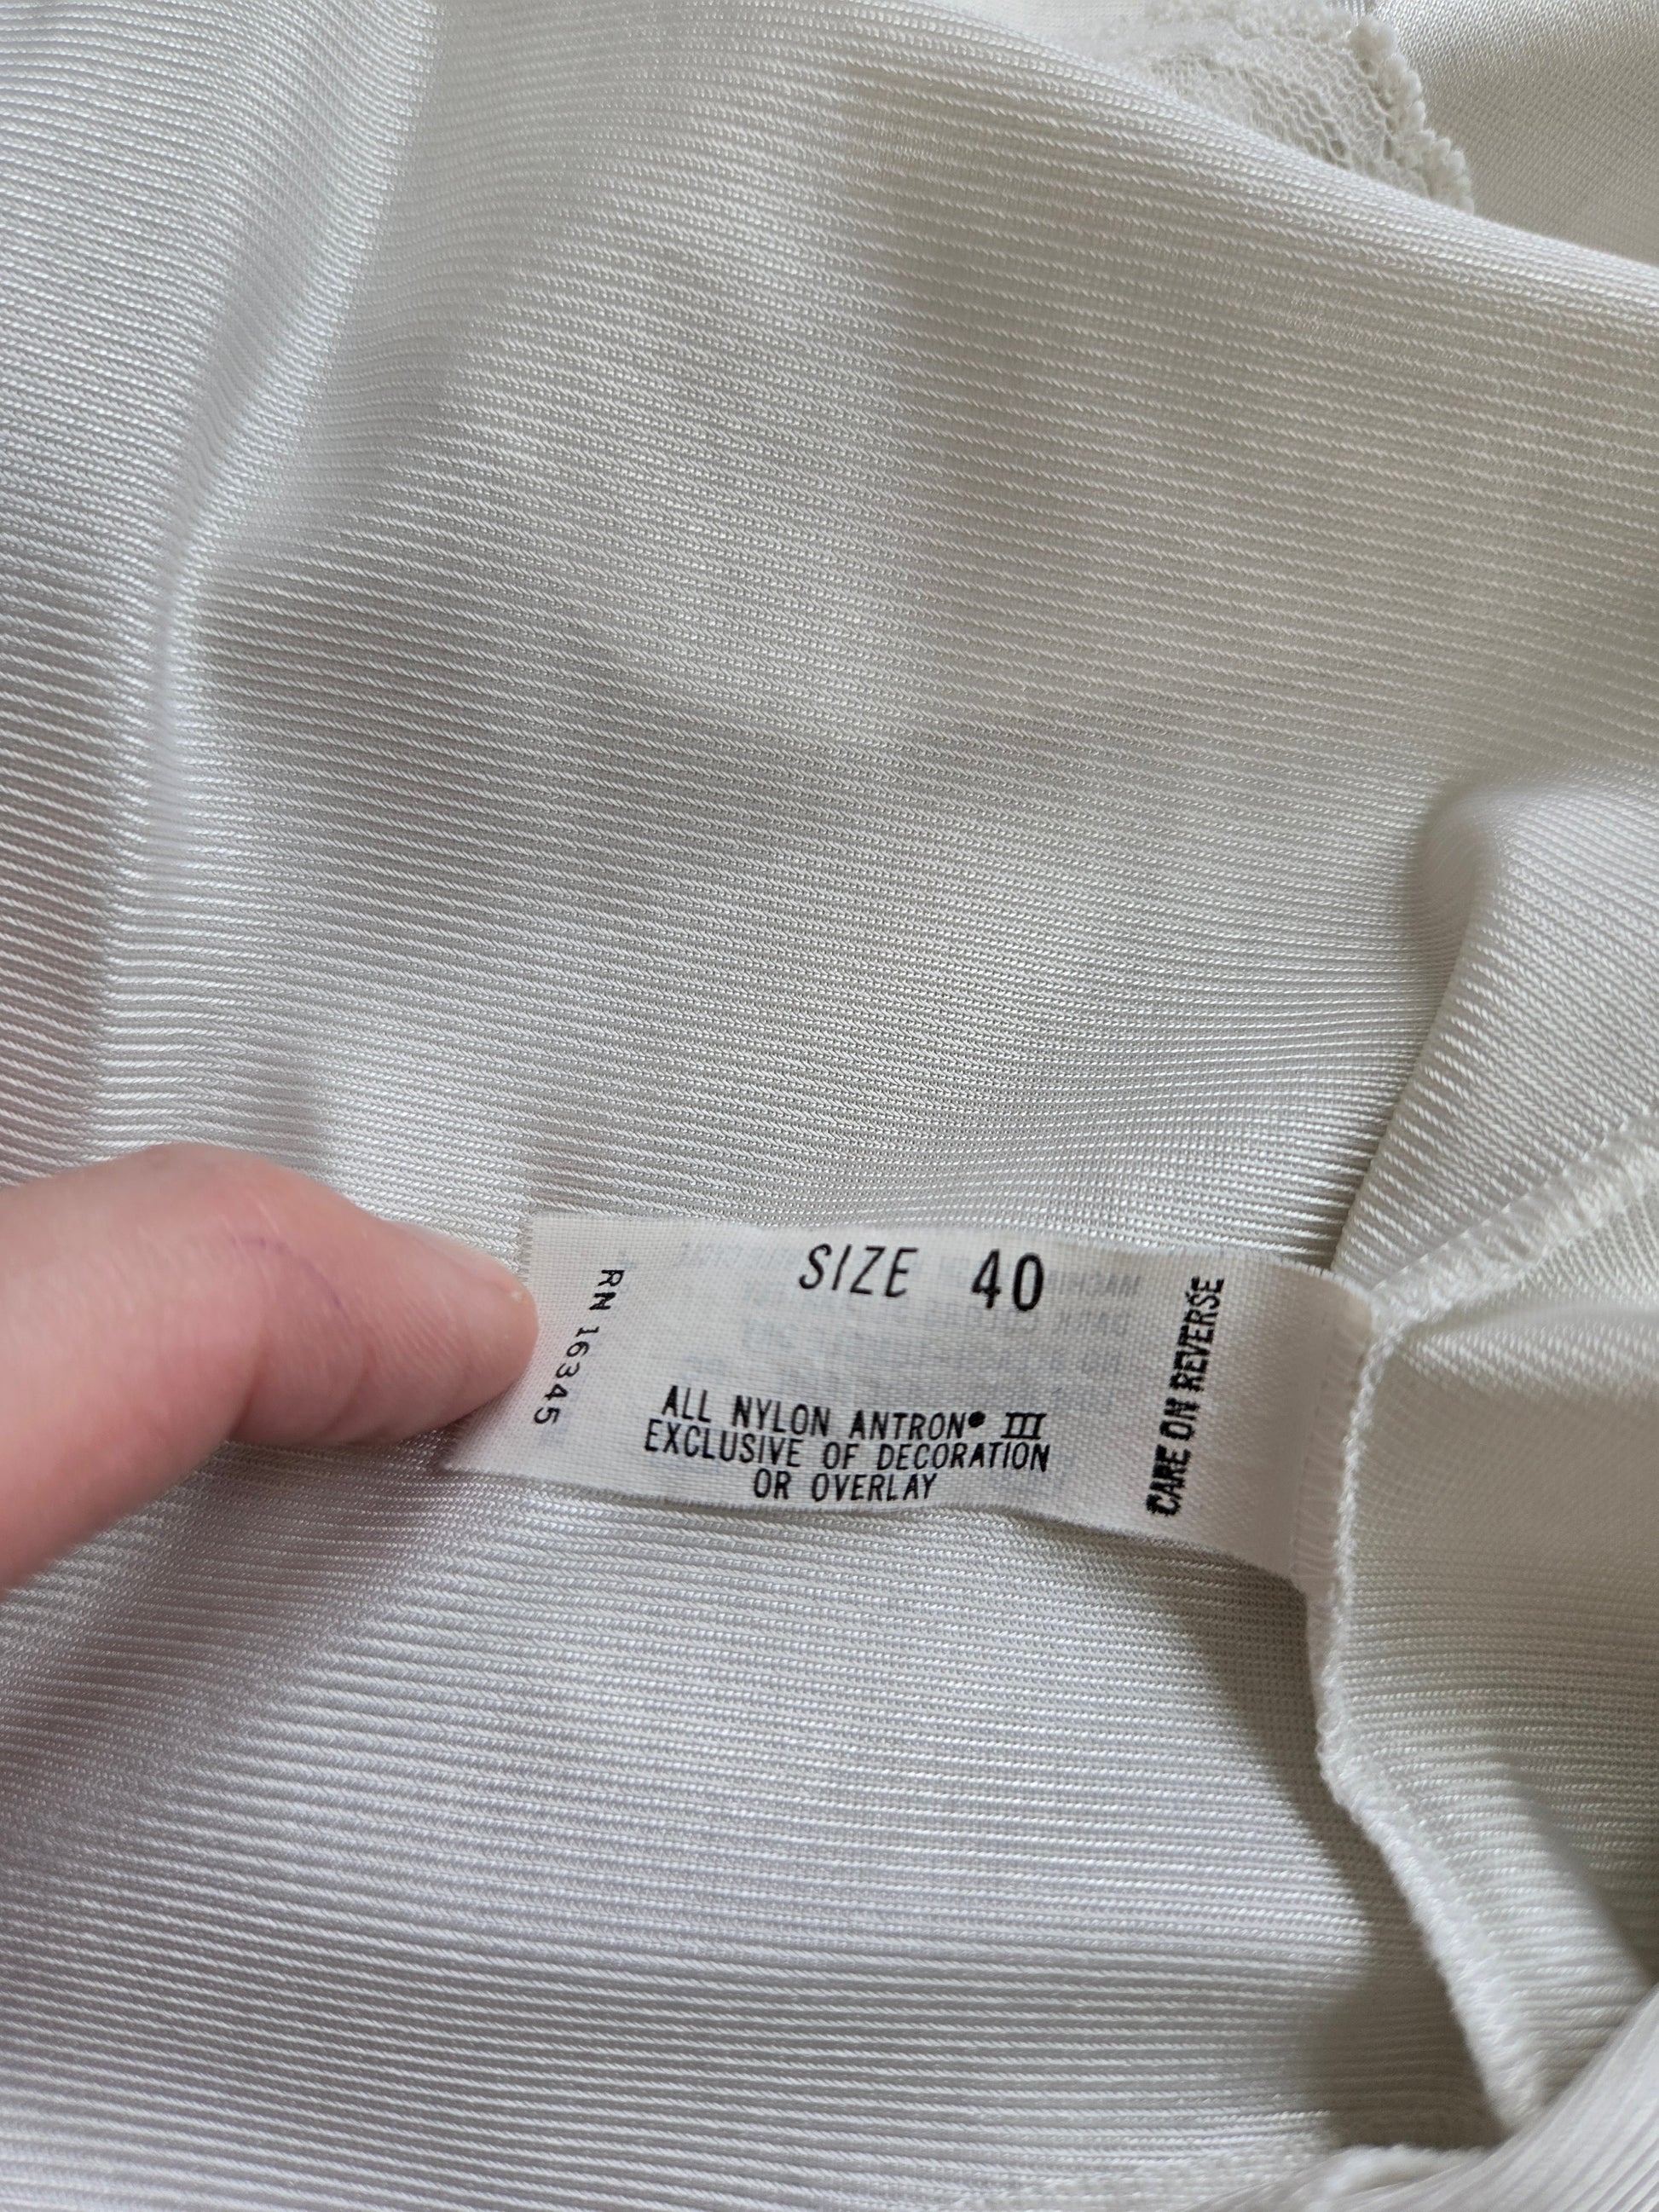 SIZE 40
ALL NYLON ANTRON® III
EXCLUSIVE OF DECORATION
OR OVERLAY
RN 16345
CARE ON REVERSE